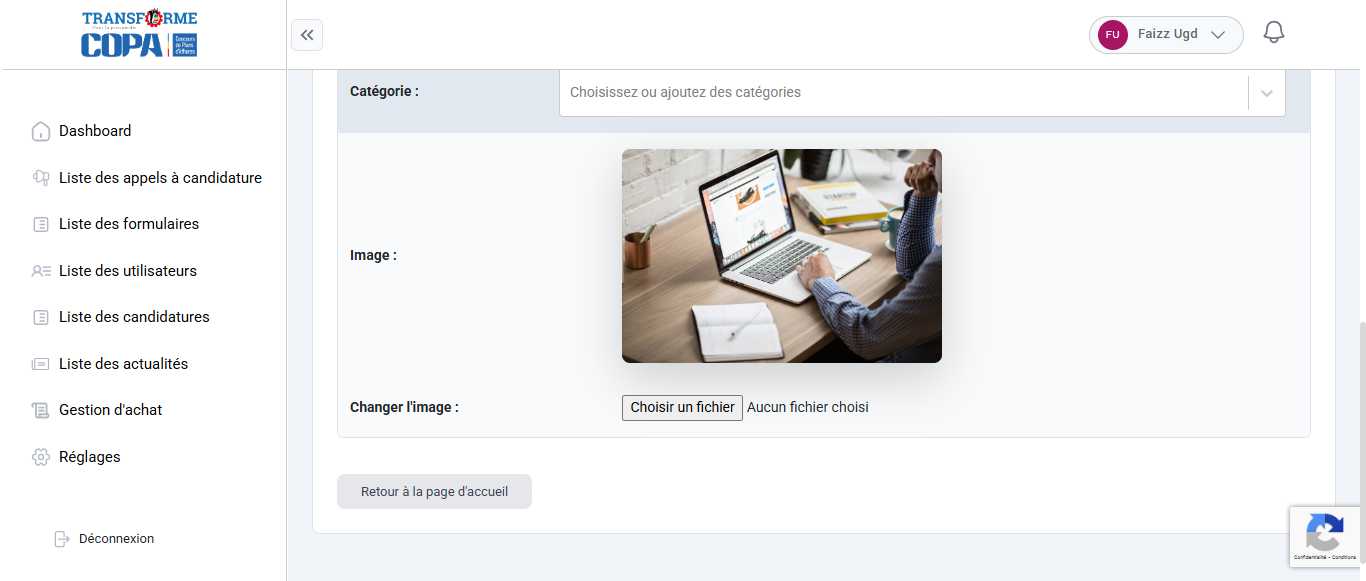 TRANSFORME
COPA
Concours
de Plans
d'Affaires
FU
Faizz Ugd
Dashboard
Liste des appels à candidature
Liste des formulaires
Liste des utilisateurs
Liste des candidatures
Liste des actualités
Gestion d'achat
Réglages
Déconnexion
Catégorie :
Choisissez ou ajoutez des catégories
Image :
STARTUP
Changer l'image :
Choisir un fichier Aucun fichier choisi
Retour à la page d'accueil
Confidentialité - Conditions